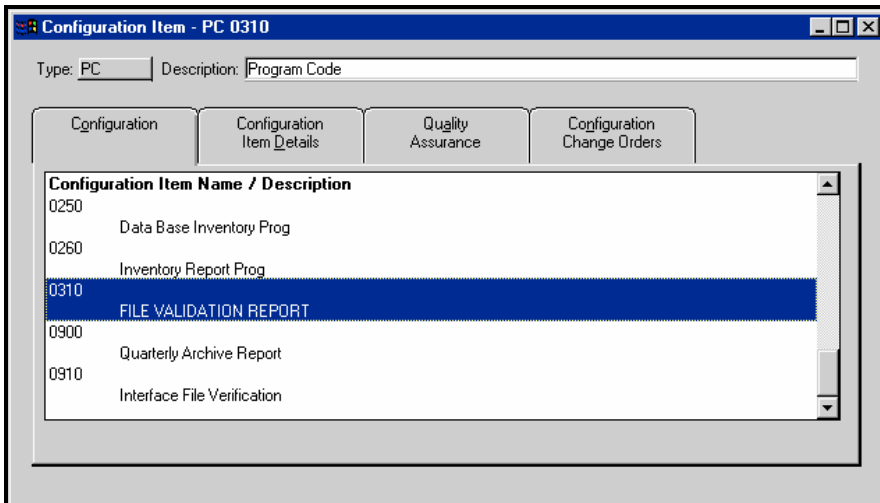 Configuration Item - PC 0310
Type: PC Description: Program Code
Configuration Configuration Quality Configuration
Item Details Assurance Change Orders
Configuration Item Name / Description
0250
Data Base Inventory Prog
0260
Inventory Report Prog
0310
FILE VALIDATION REPORT
0900
Quarterly Archive Report
0910
Interface File Verification